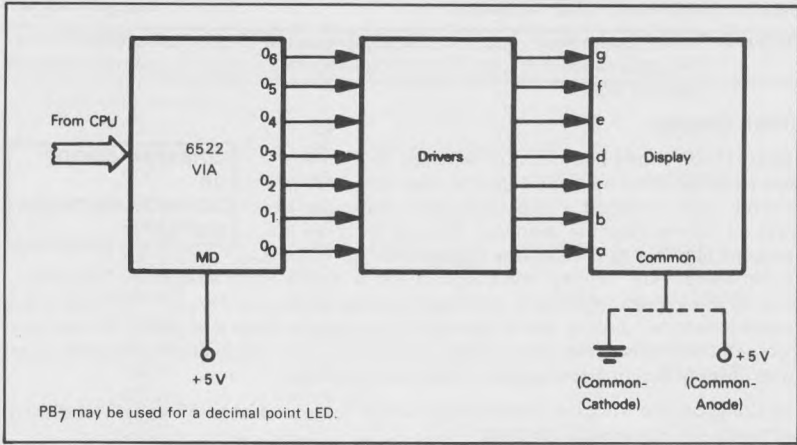 From CPU
6522
VIA
MD
+5 V
O6
O5
O4
O3
O2
O1
O0
Drivers
g
f
e
d
c
b
a
Display
Common
(Common-
Cathode)
+5 V
(Common-
Anode)
PB7 may be used for a decimal point LED.